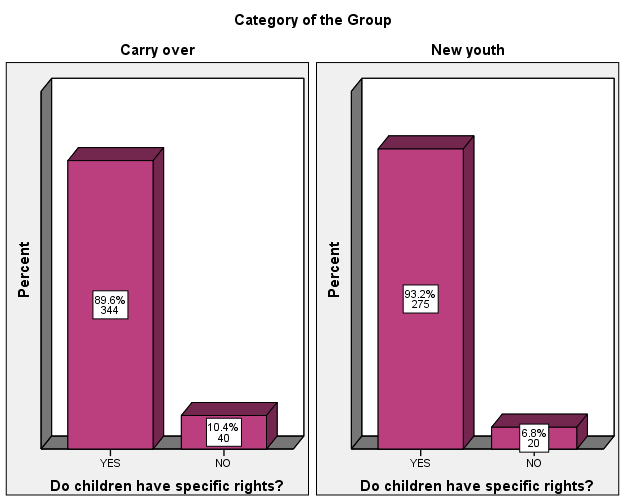 Category of the Group
Carry over
New youth
Percent
89.6%
344
10.4%
40
YES
NO
Do children have specific rights?
Percent
93.2%
275
6.8%
20
YES
NO
Do children have specific rights?